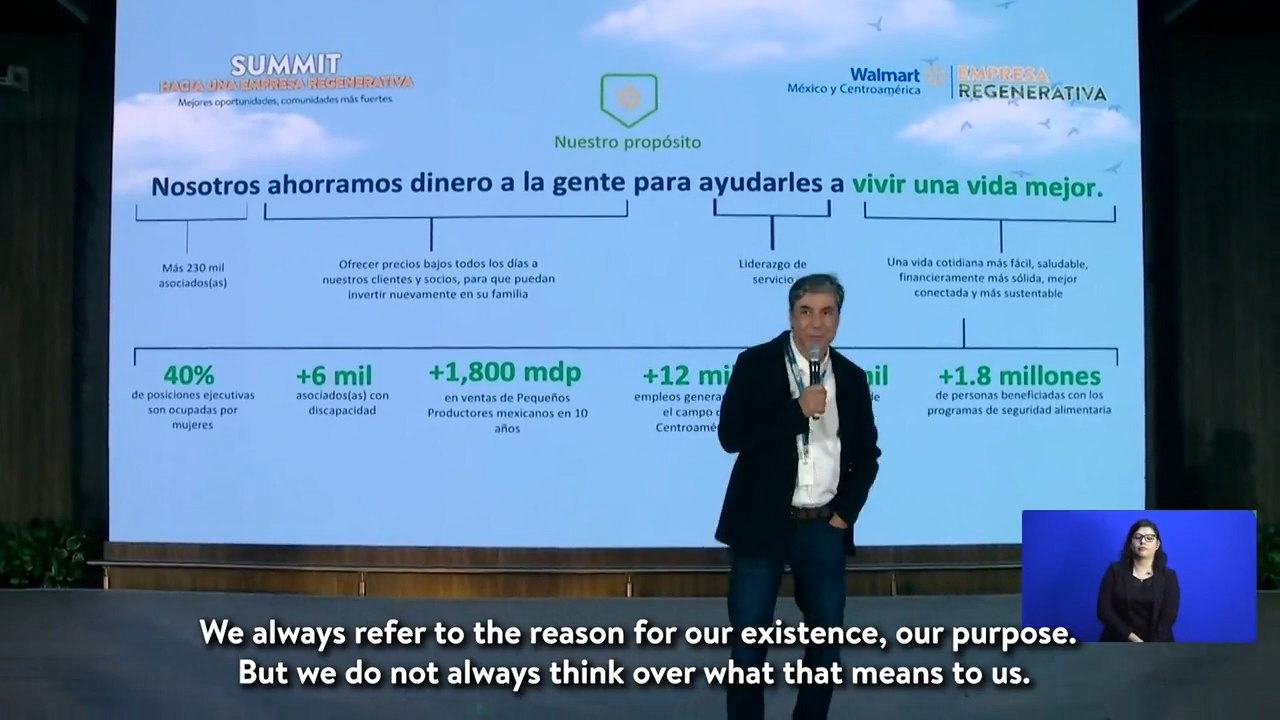 SUMMIT
HACIA UNA EMPRESA REGENERATIVA
Mejores oportunidades, comunidades más fuertes.
Walmart
México y Centroamérica
EMPRESA
REGENERATIVA
Nuestro propósito
Nosotros ahorramos dinero a la gente para ayudarles a vivir una vida mejor.
Más 230 mil
asociados(as)
Ofrecer precios bajos todos los días a
nuestros clientes y socios, para que puedan
invertir nuevamente en su familia
Liderazgo de
servicio
Una vida cotidiana más fácil, saludable,
financieramente más sólida, mejor
conectada y más sustentable
40%
de posiciones ejecutivas
son ocupadas por
mujeres
+6 mil
asociados(as) con
discapacidad
+1,800 mdp
en ventas de Pequeños
Productores mexicanos en 10
años
+12
el campo
+1.8 millones
de personas beneficiadas con los
programas de seguridad alimentaria
We always refer to the reason for our existence, our purpose.
But we do not always think over what that means to us.